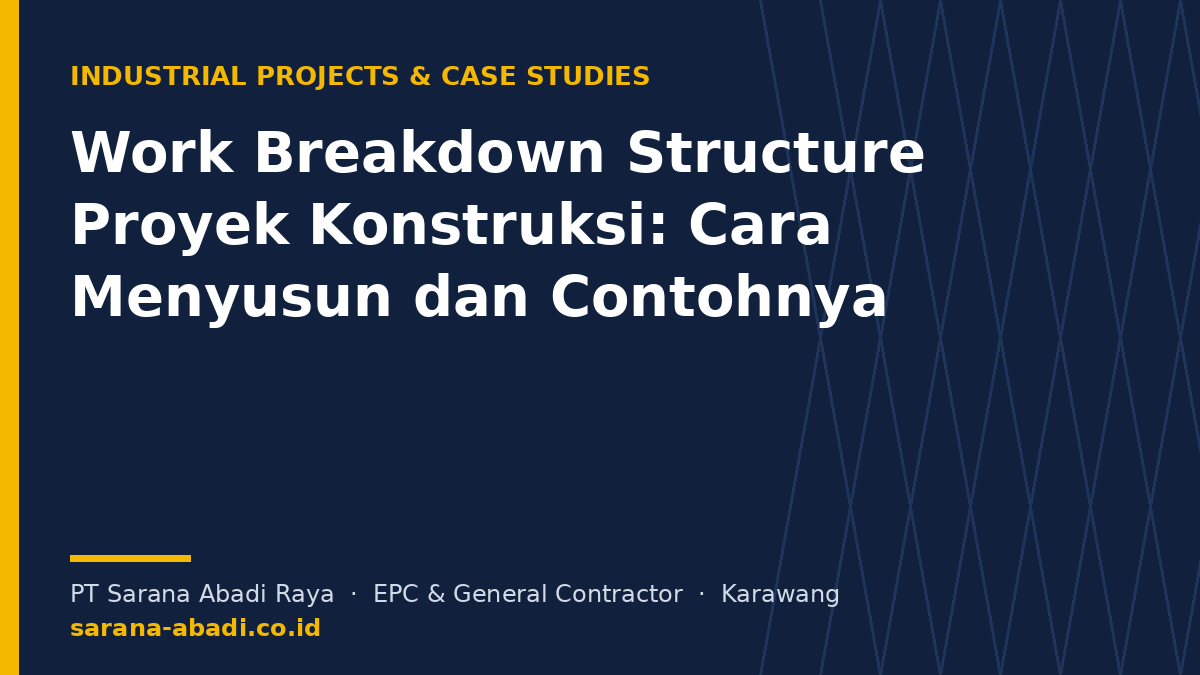 INDUSTRIAL PROJECTS & CASE STUDIES
Work Breakdown Structure
Proyek Konstruksi: Cara
Menyusun dan Contohnya
PT Sarana Abadi Raya · EPC & General Contractor · Karawang
sarana-abadi.co.id